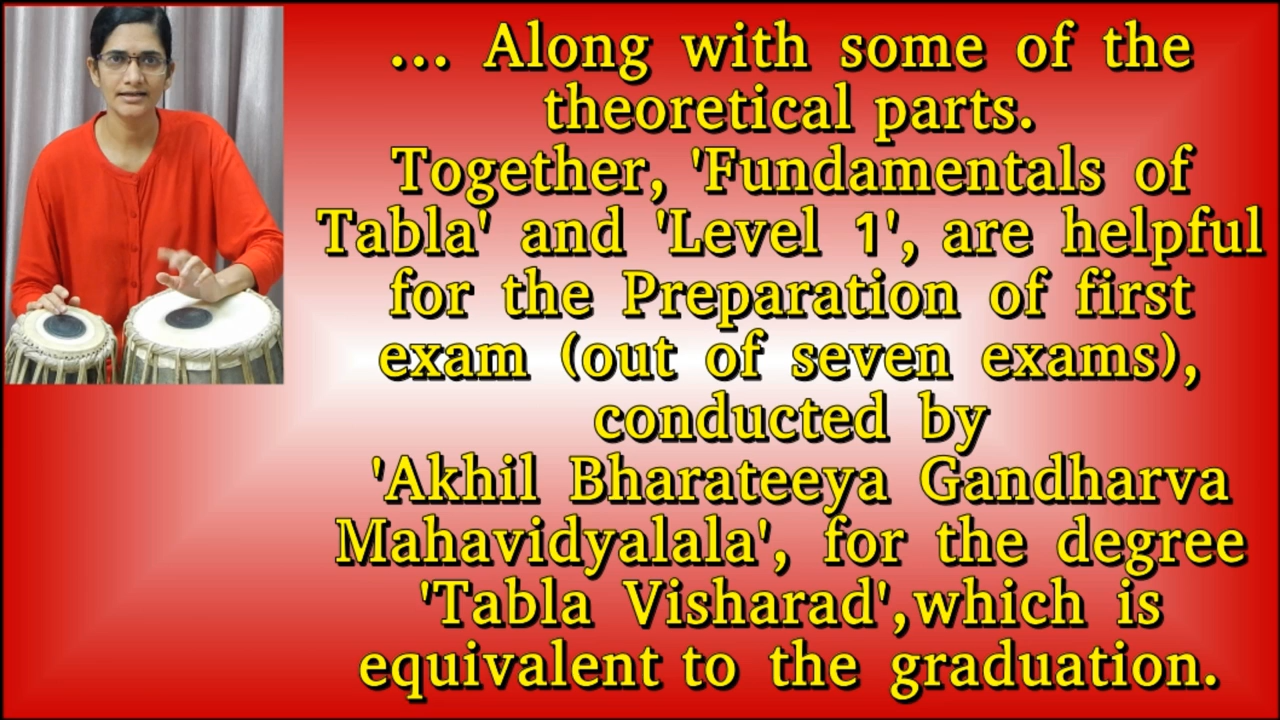 ... Along with some of the
theoretical parts.
Together, 'Fundamentals of
Tabla' and 'Level 1', are helpful
for the Preparation of first
exam (out of seven exams),
conducted by
'Akhil Bharateeya Gandharva
Mahavidyalala', for the degree
'Tabla Visharad',which is
equivalent to the graduation.